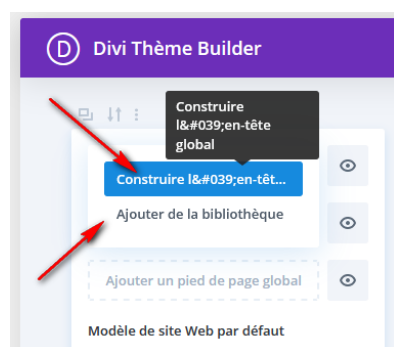 D Divi Thème Builder
Construire
l&#039;en-tête
global
Construire l&#039;en-têt...
Ajouter de la bibliothèque
Ajouter un pied de page global
Modèle de site Web par défaut